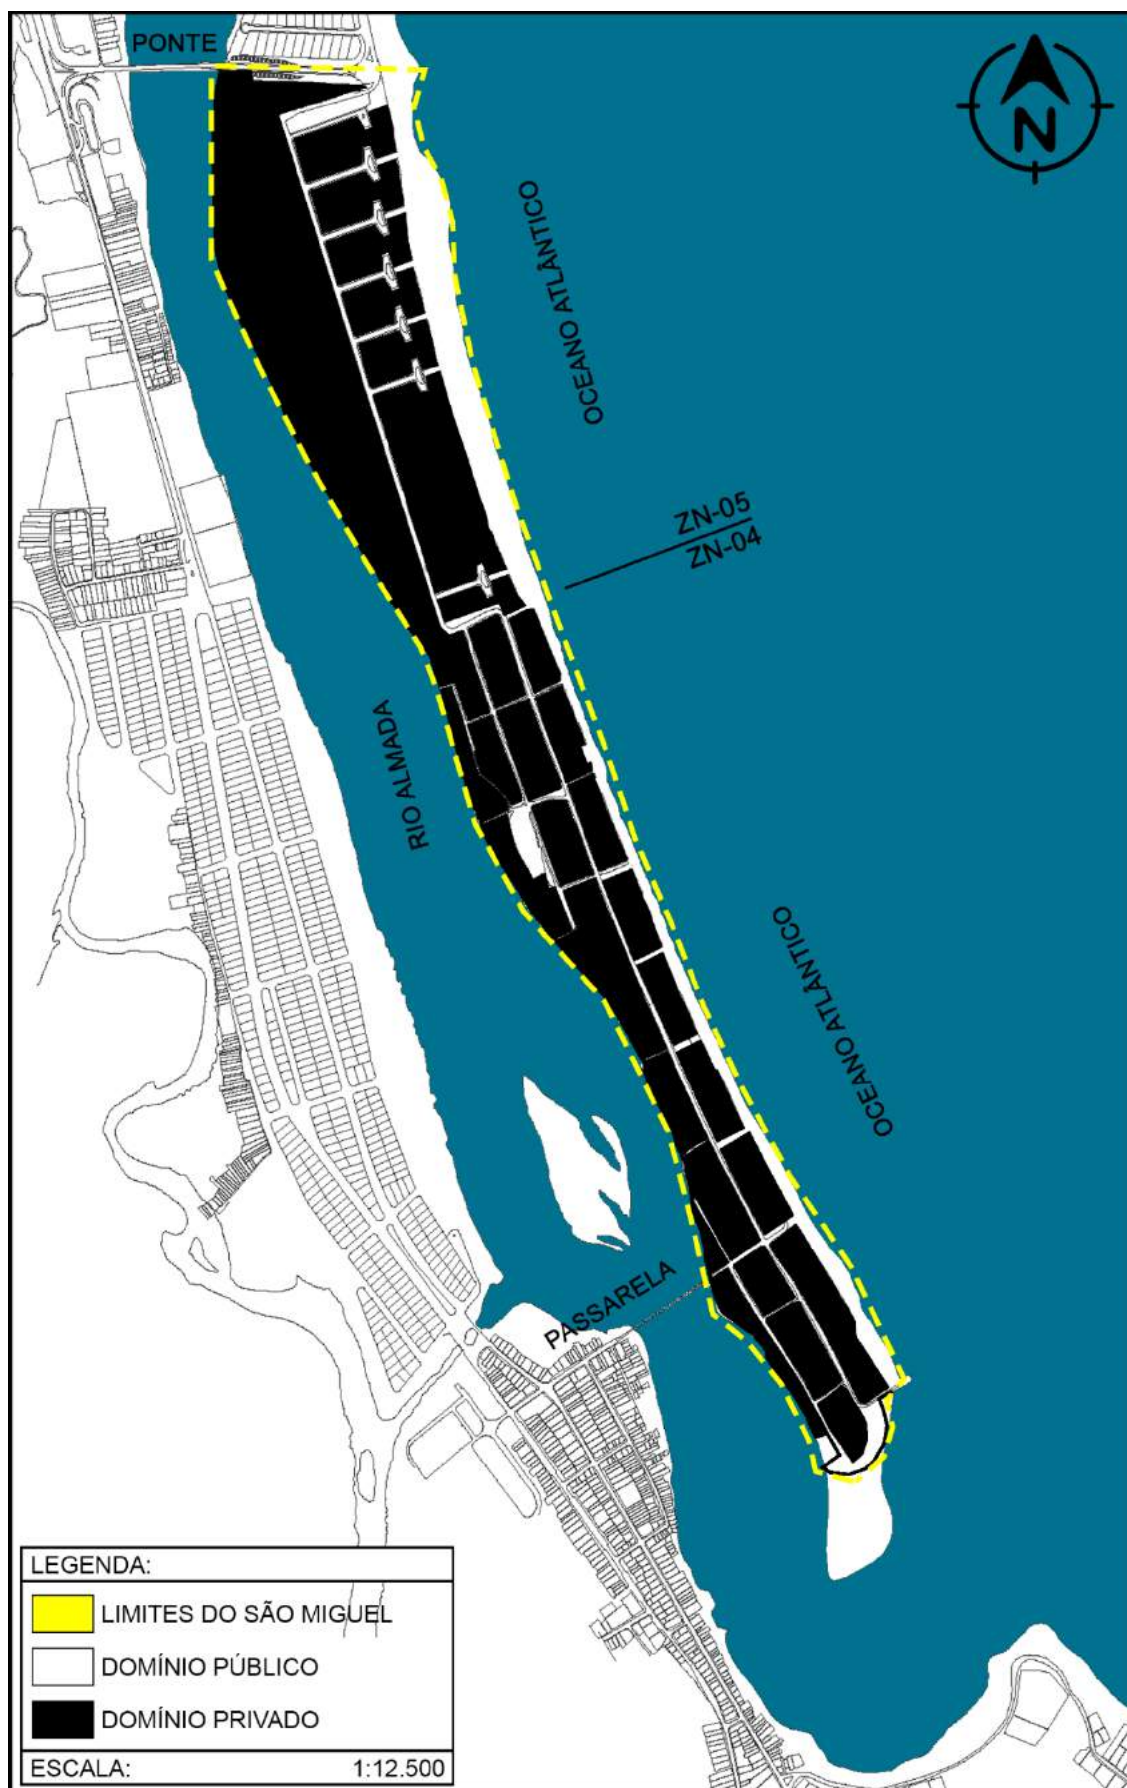 PONTE
N
OCEANO ATLÂNTICO
ZN-05
ZN-04
RIO ALMADA
OCEANO ATLÂNTICO
PASSARELA
LEGENDA:
LIMITES DO SÃO MIGUEL
DOMÍNIO PÚBLICO
DOMÍNIO PRIVADO
ESCALA: 1:12.500